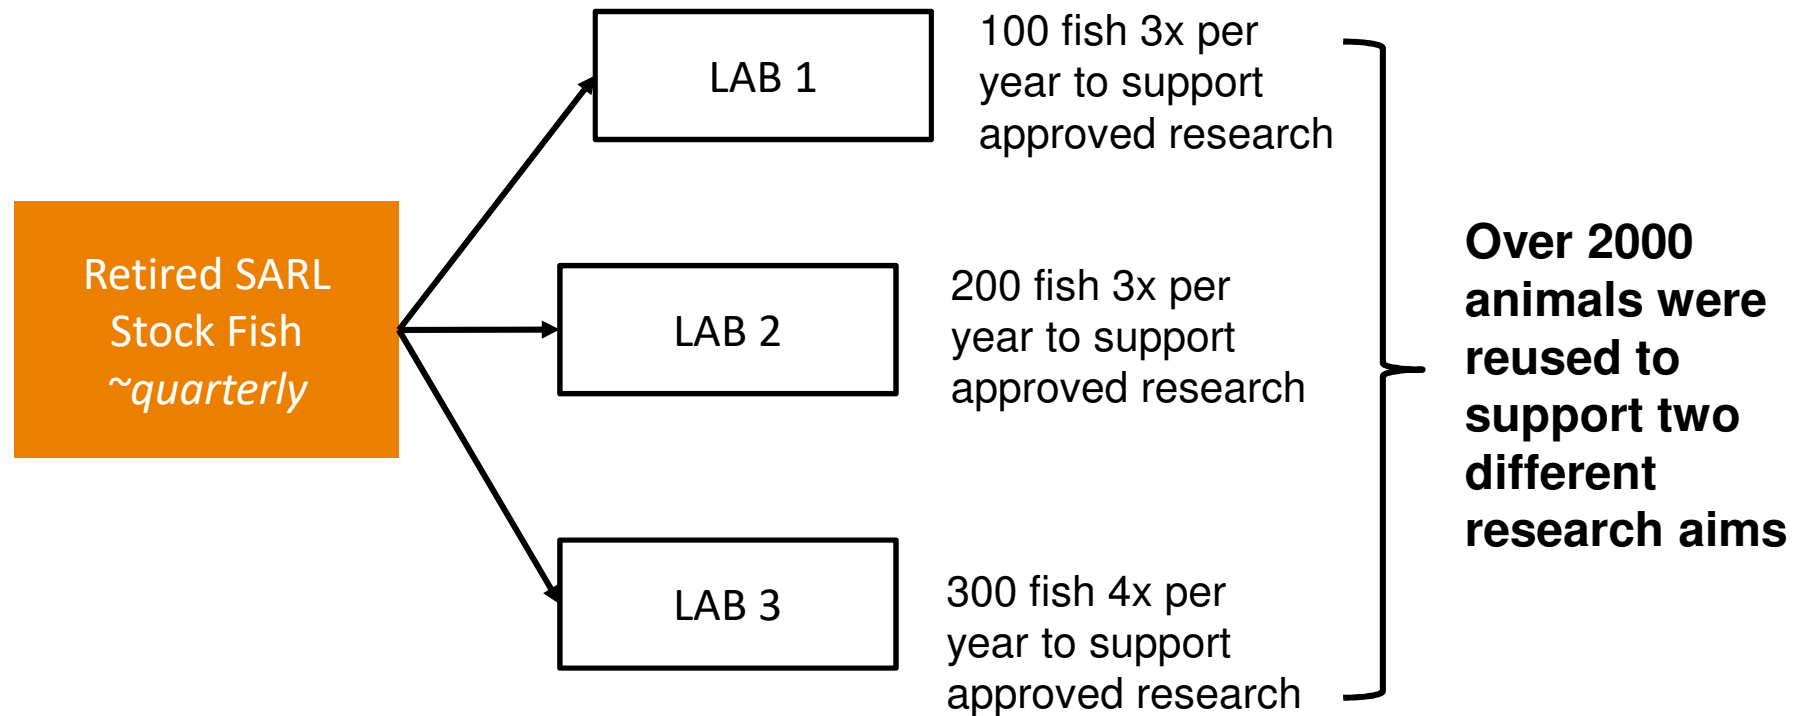 Retired SARL
Stock Fish
~quarterly
LAB 1
100 fish 3x per
year to support
approved research
LAB 2
200 fish 3x per
year to support
approved research
LAB 3
300 fish 4x per
year to support
approved research
Over 2000
animals were
reused to
support two
different
research aims